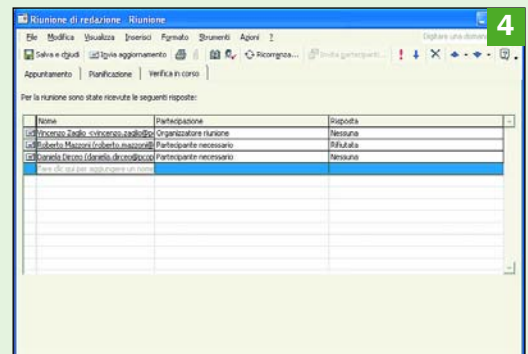 Riunione di redazione Riunione
4
File Modifica Visualizza Inserisci Formato Strumenti Azioni ? Digitare una
Salva e chiudi Invia aggiornamento Ricorrenza... Invita partecipanti...
Appuntamento Pianificazione Verifica in corso
Per la riunione sono state ricevute le seguenti risposte:
Nome Partecipazione Risposta
Vincenzo Zaglio <vincenzo.zaglio@ Organizzatore riunione Nessuna
Roberto Mazzoni (roberto.mazzoni@ Partecipante necessario Rifiutata
Daniela Dirceo (daniela.dirceo@pcop Partecipante necessario Nessuna
Fare clic qui per aggiungere un nome